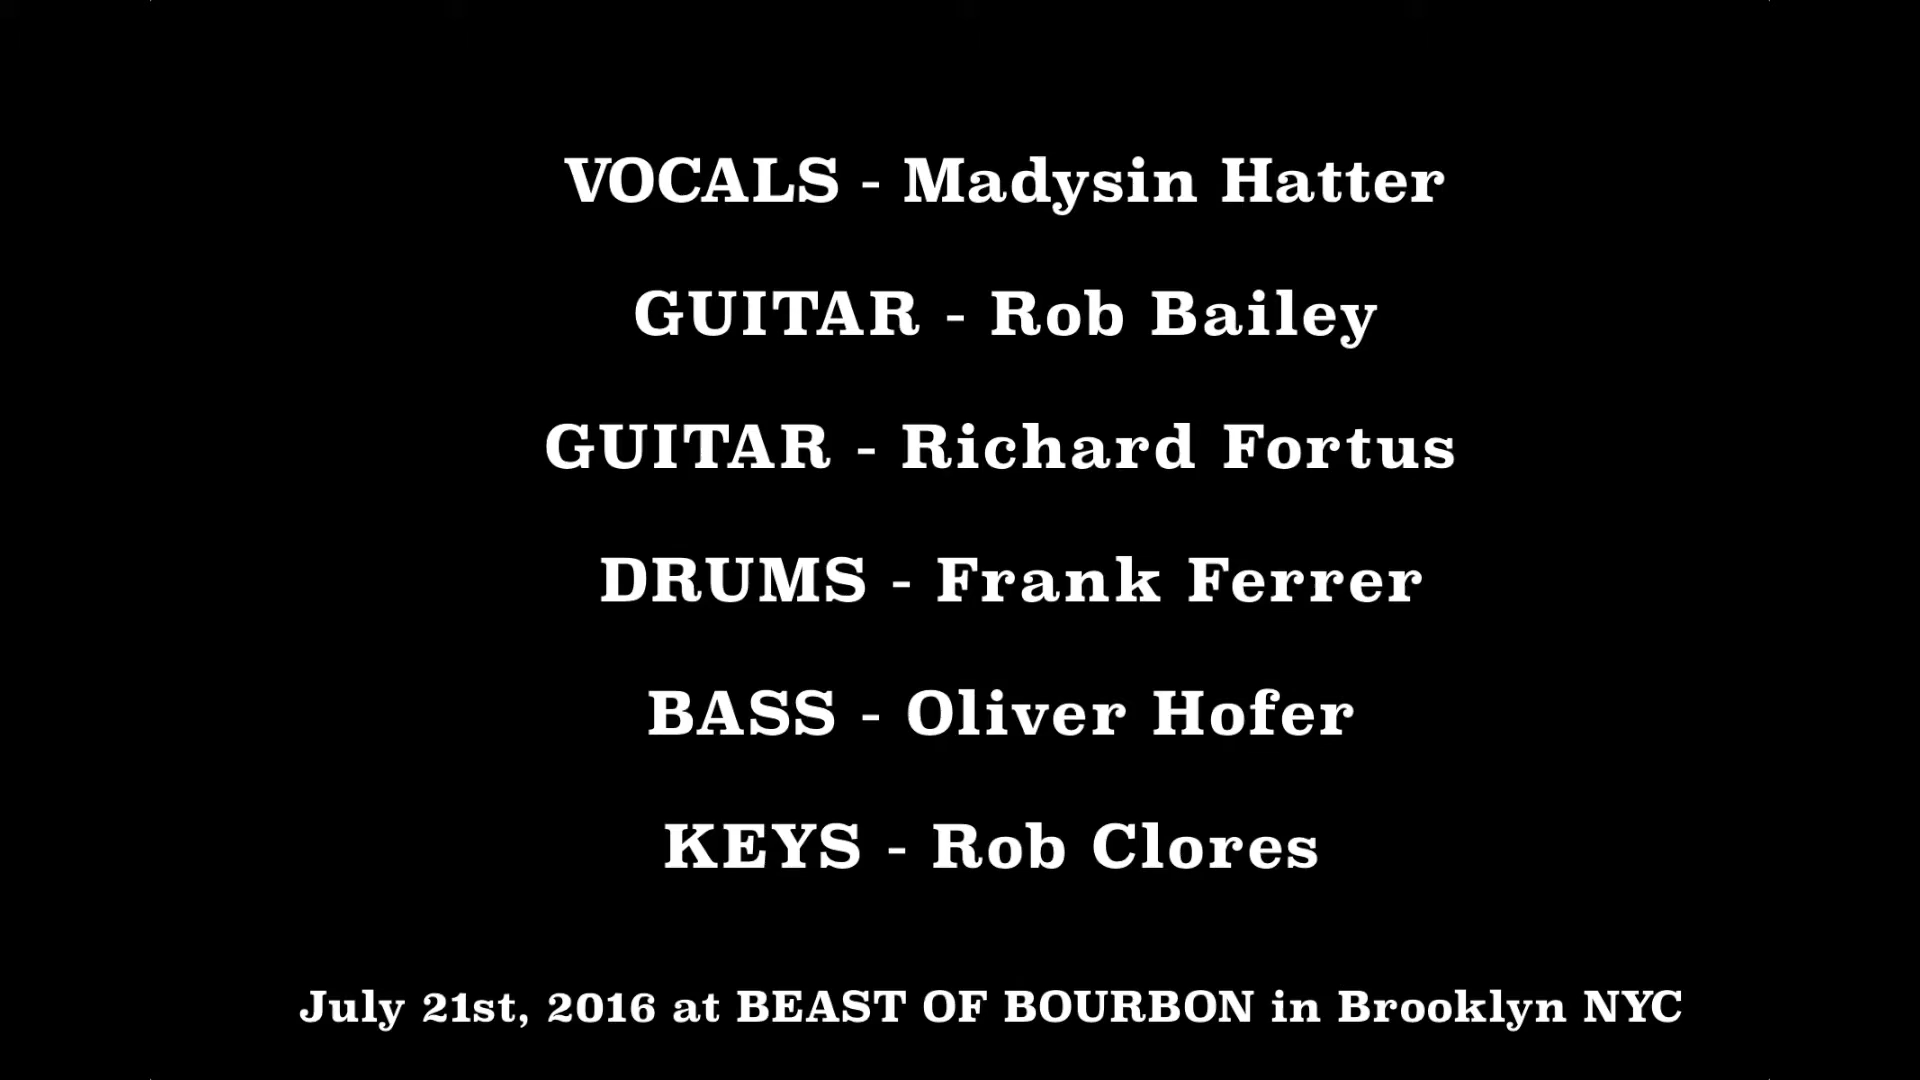 VOCALS - Madysin Hatter
GUITAR - Rob Bailey
GUITAR - Richard Fortus
DRUMS - Frank Ferrer
BASS - Oliver Hofer
KEYS - Rob Clores
July 21st, 2016 at BEAST OF BOURBON in Brooklyn NYC